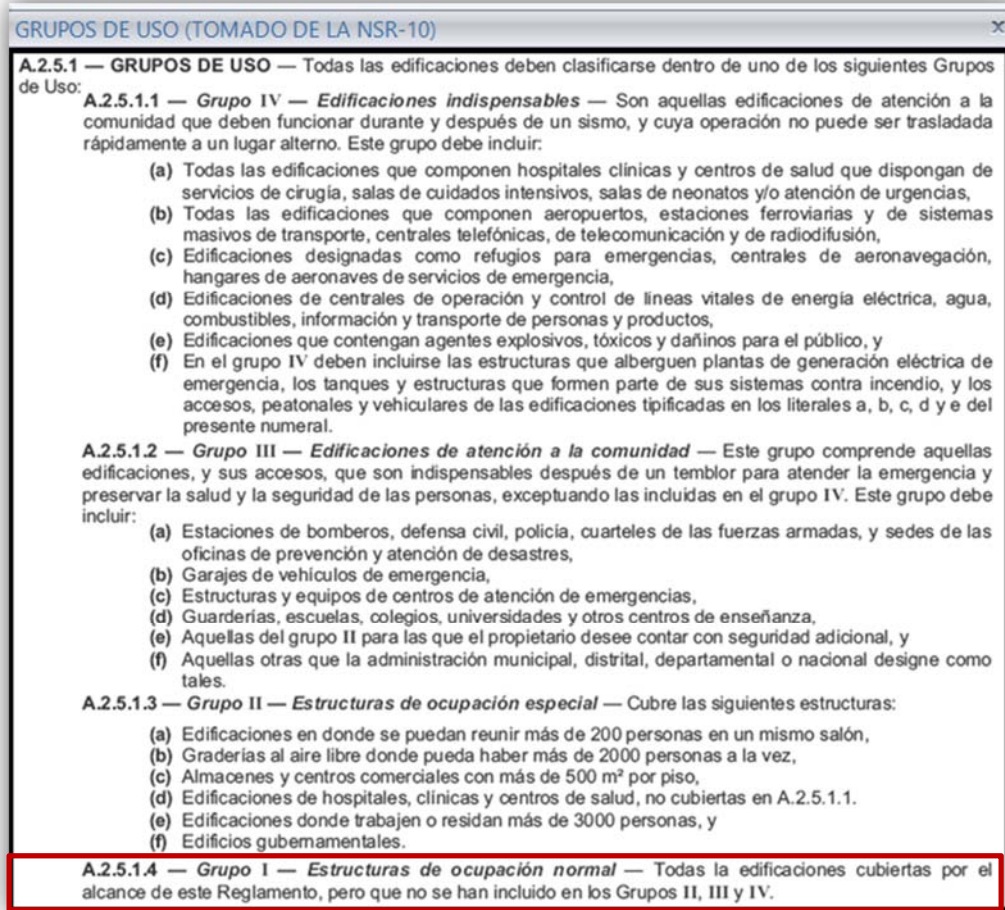 GRUPOS DE USO (TOMADO DE LA NSR-10)
x
A.2.5.1 — GRUPOS DE USO — Todas las edificaciones deben clasificarse dentro de uno de los siguientes Grupos
de Uso:
A.2.5.1.1 — Grupo IV — Edificaciones indispensables — Son aquellas edificaciones de atención a la
comunidad que deben funcionar durante y después de un sismo, y cuya operación no puede ser trasladada
rápidamente a un lugar alterno. Este grupo debe incluir:
(a) Todas las edificaciones que componen hospitales clínicas y centros de salud que dispongan de
servicios de cirugía, salas de cuidados intensivos, salas de neonatos y/o atención de urgencias,
(b) Todas las edificaciones que componen aeropuertos, estaciones ferroviarias y de sistemas
masivos de transporte, centrales telefónicas, de telecomunicación y de radiodifusión,
(c) Edificaciones designadas como refugios para emergencias, centrales de aeronavegación,
hangares de aeronaves de servicios de emergencia,
(d) Edificaciones de centrales de operación y control de líneas vitales de energía eléctrica, agua,
combustibles, información y transporte de personas y productos,
(e) Edificaciones que contengan agentes explosivos, tóxicos y dañinos para el público, y
(f) En el grupo IV deben incluirse las estructuras que alberguen plantas de generación eléctrica de
emergencia, los tanques y estructuras que formen parte de sus sistemas contra incendio, y los
accesos, peatonales y vehiculares de las edificaciones tipificadas en los literales a, b, c, d y e del
presente numeral.
A.2.5.1.2 — Grupo III — Edificaciones de atención a la comunidad — Este grupo comprende aquellas
edificaciones, y sus accesos, que son indispensables después de un temblor para atender la emergencia y
preservar la salud y la seguridad de las personas, exceptuando las incluidas en el grupo IV. Este grupo debe
incluir:
(a) Estaciones de bomberos, defensa civil, policía, cuarteles de las fuerzas armadas, y sedes de las
oficinas de prevención y atención de desastres,
(b) Garajes de vehículos de emergencia,
(c) Estructuras y equipos de centros de atención de emergencias,
(d) Guarderías, escuelas, colegios, universidades y otros centros de enseñanza,
(e) Aquellas del grupo II para las que el propietario desee contar con seguridad adicional, y
(f) Aquellas otras que la administración municipal, distrital, departamental o nacional designe como
tales.
A.2.5.1.3 — Grupo II — Estructuras de ocupación especial — Cubre las siguientes estructuras:
(a) Edificaciones en donde se puedan reunir más de 200 personas en un mismo salón,
(b) Graderías al aire libre donde pueda haber más de 2000 personas a la vez,
(c) Almacenes y centros comerciales con más de 500 m² por piso,
(d) Edificaciones de hospitales, clínicas y centros de salud, no cubiertas en A.2.5.1.1.
(e) Edificaciones donde trabajen o residan más de 3000 personas, y
(f) Edificios gubernamentales.
A.2.5.1.4 — Grupo I — Estructuras de ocupación normal — Todas la edificaciones cubiertas por el
alcance de este Reglamento, pero que no se han incluido en los Grupos II, III y IV.